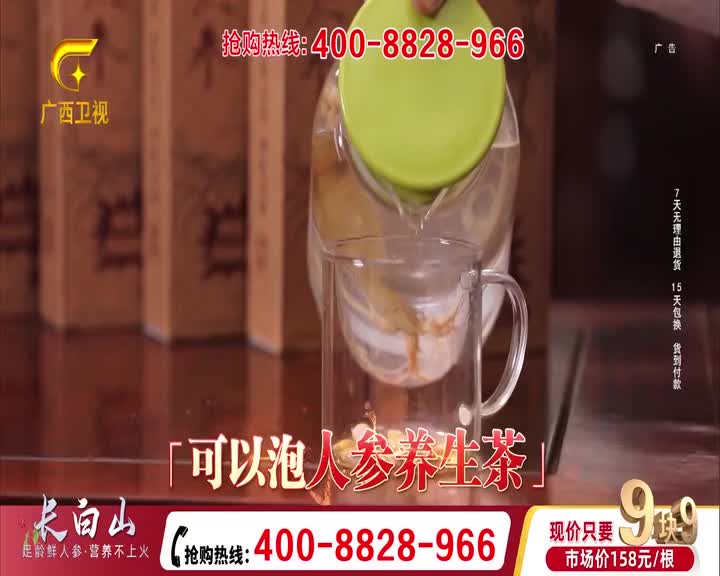 抢购热线:400-8828-966
广告
广西卫视
7天无理由退货 15天包换 货到付款
「可以泡人参养生茶」
长白山
足龄鲜人参·营养不上火
抢购热线:400-8828-966
现价只要9块9
市场价158元/根